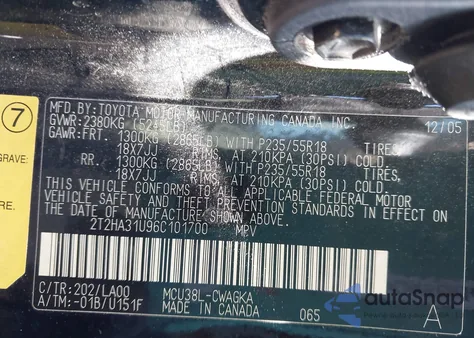 7
GRAVE:
MFD. BY: TOYOTA MOTOR MANUFACTURING CANADA INC. 12/05
GVWR: 2380KG
GAWR:FRT. 1300KG (2865LB) WITH P235/55R18 TIRES,
18X7JJ RIMS, AT 210KPA (30PSI) COLD
RR. 1300KG (2865LB) WITH P235/55R18 TIRES,
18X7JJ RIMS, AT 210KPA (30PSI) COLD
THIS VEHICLE CONFORMS TO ALL APPLICABLE FEDERAL MOTOR
VEHICLE SAFETY AND THEFT PREVENTION STANDARDS IN EFFECT ON
THE DATE OF MANUFACTURE SHOWN ABOVE.
2T2HA31U96C101700 MPV
C/TR: 202/LA00 MCU38L-CWAGKA
A/TM:-01B/U151F MADE IN CANADA 065 A
autoSnap